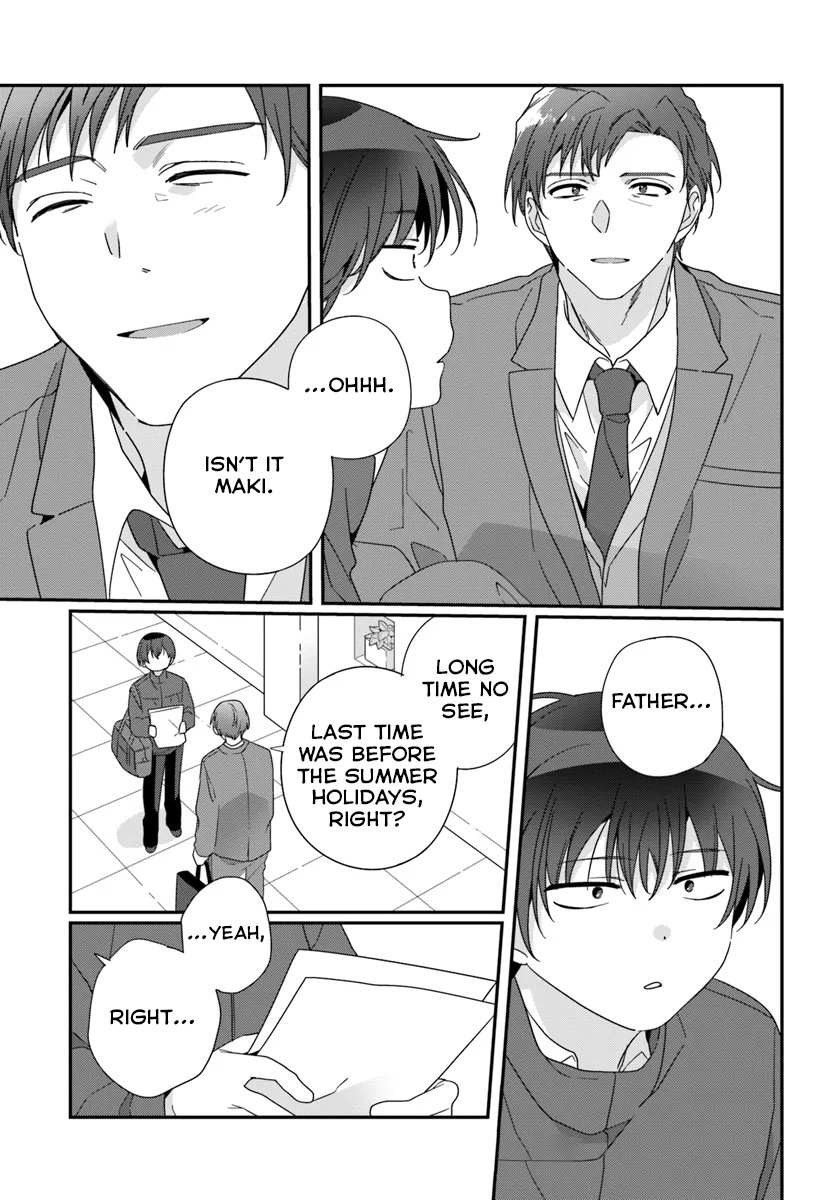 ...OHHH.
ISN'T IT
MAKI.
FATHER...
LONG
TIME NO
SEE,
LAST TIME
WAS BEFORE
THE SUMMER
HOLIDAYS,
RIGHT?
...YEAH,
RIGHT...